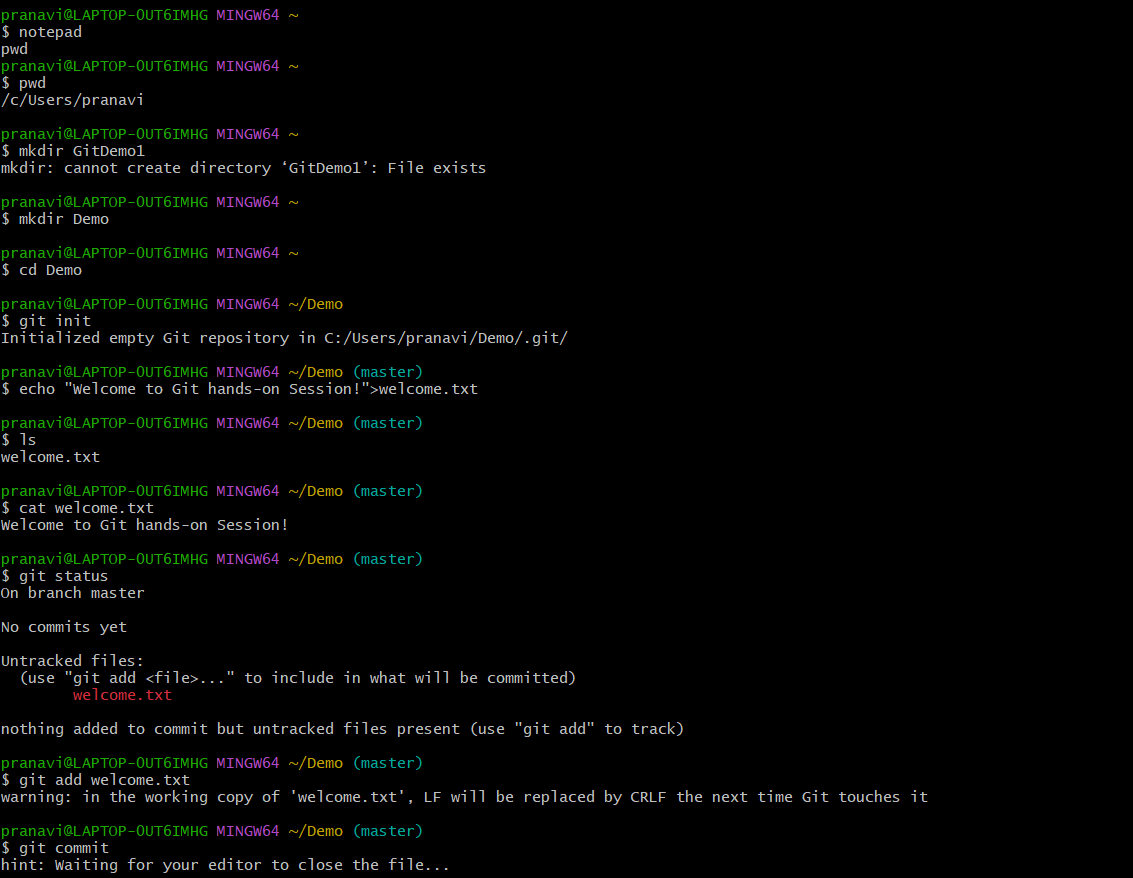 pranavi@LAPTOP-OUT6IMHG MINGW64 ~
$ notepad
pwd
pranavi@LAPTOP-OUT6IMHG MINGW64 ~
$ pwd
/c/Users/pranavi

pranavi@LAPTOP-OUT6IMHG MINGW64 ~
$ mkdir GitDemo1
mkdir: cannot create directory ‘GitDemo1’: File exists

pranavi@LAPTOP-OUT6IMHG MINGW64 ~
$ mkdir Demo

pranavi@LAPTOP-OUT6IMHG MINGW64 ~
$ cd Demo

pranavi@LAPTOP-OUT6IMHG MINGW64 ~/Demo
$ git init
Initialized empty Git repository in C:/Users/pranavi/Demo/.git/

pranavi@LAPTOP-OUT6IMHG MINGW64 ~/Demo (master)
$ echo "Welcome to Git hands-on Session!">welcome.txt

pranavi@LAPTOP-OUT6IMHG MINGW64 ~/Demo (master)
$ ls
welcome.txt

pranavi@LAPTOP-OUT6IMHG MINGW64 ~/Demo (master)
$ cat welcome.txt
Welcome to Git hands-on Session!

pranavi@LAPTOP-OUT6IMHG MINGW64 ~/Demo (master)
$ git status
On branch master

No commits yet

Untracked files:
  (use "git add <file>..." to include in what will be committed)
        welcome.txt

nothing added to commit but untracked files present (use "git add" to track)

pranavi@LAPTOP-OUT6IMHG MINGW64 ~/Demo (master)
$ git add welcome.txt
warning: in the working copy of 'welcome.txt', LF will be replaced by CRLF the next time Git touches it

pranavi@LAPTOP-OUT6IMHG MINGW64 ~/Demo (master)
$ git commit
hint: Waiting for your editor to close the file...